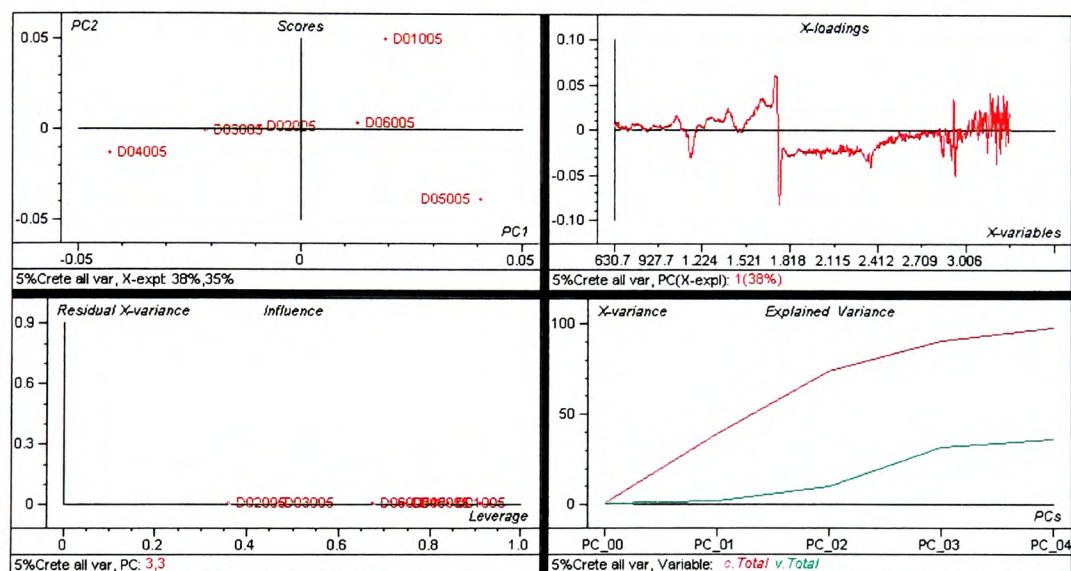 PC2 Scores
0.05
D01005
D06005
D02005
D03005
0
D04005
D05005
-0.05
PC1
-0.05 0 0.05
5%Crete all var, X-expl: 38%,35%
0.10 X-loadings
0.05
0
-0.05
-0.10
X-variables
630.7 927.7 1.224 1.521 1.818 2.115 2.412 2.709 3.006
5%Crete all var, PC(X-expl): 1(38%)
Residual X-variance Influence
0.9
0.6
0.3
0
D02005 D03005
Leverage
0 0.2 0.4 0.6 0.8 1.0
5%Crete all var, PC: 3,3
100 X-variance Explained Variance
50
0
PCs
PC_00 PC_01 PC_02 PC_03 PC_04
5%Crete all var, Variable: c.Total v.Total